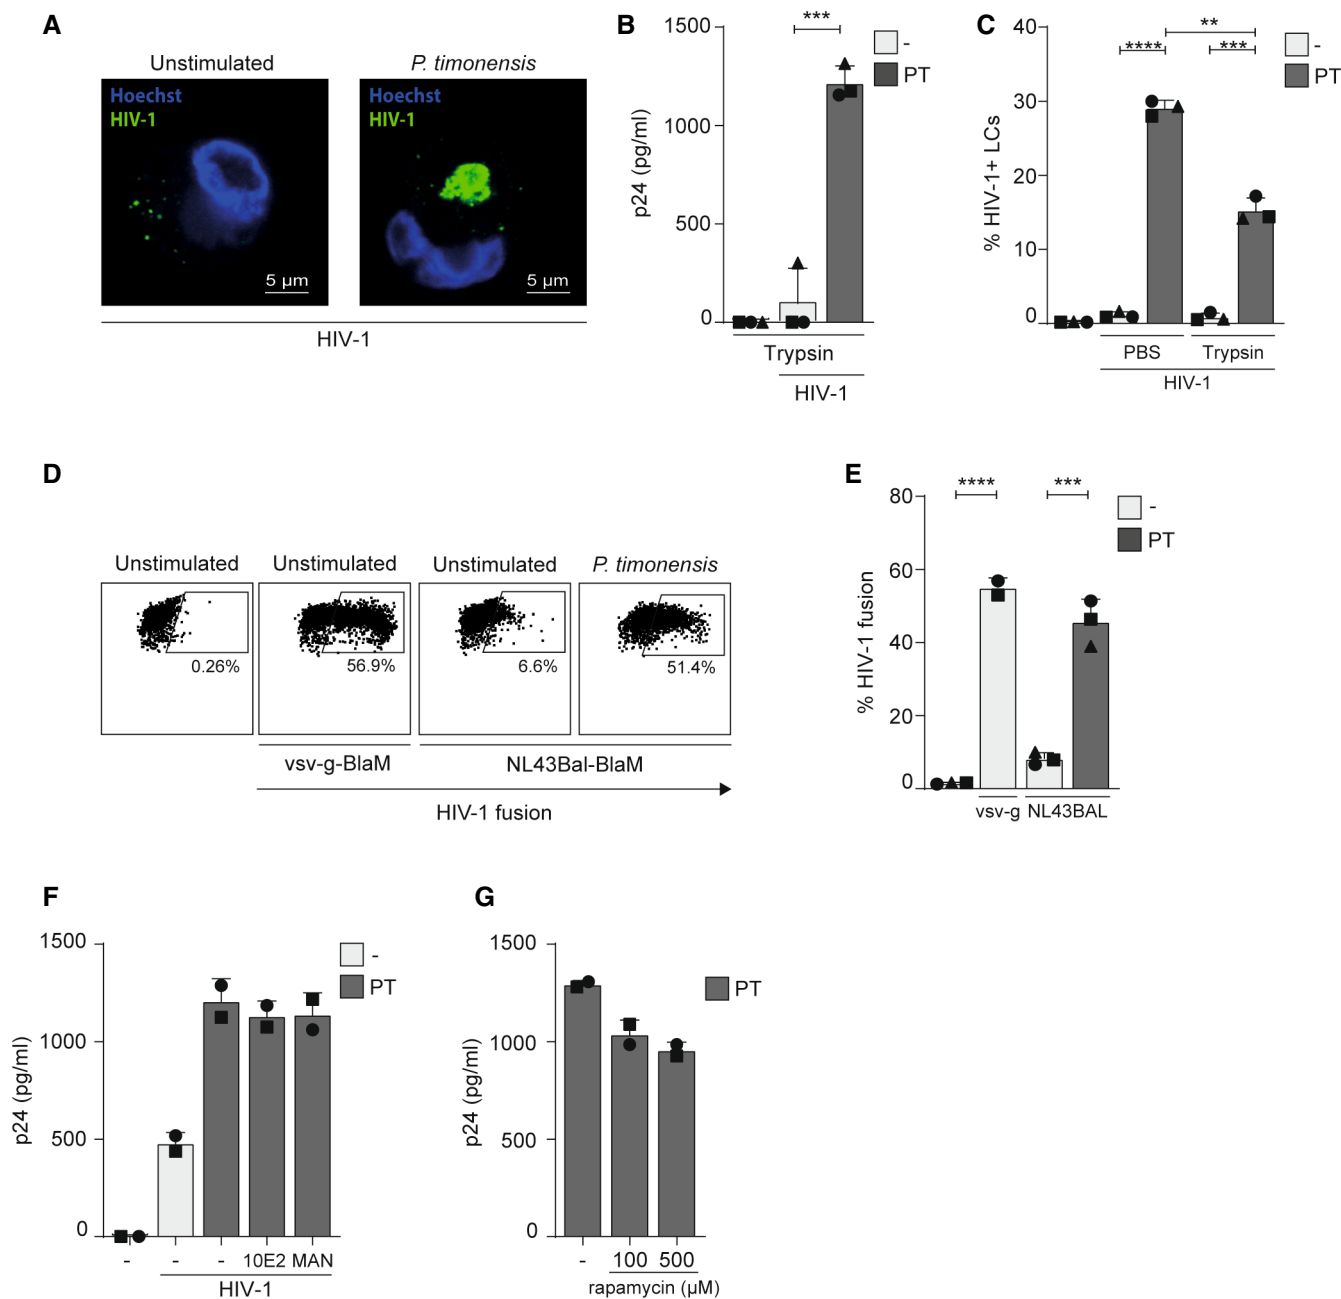 A
Unstimulated
P. timonensis
Hoechst
HIV-1
Hoechst
HIV-1
5 µm
5 µm
HIV-1
B
p24 (pg/ml)
1500
1000
500
0
***
-
PT
Trypsin
HIV-1
C
% HIV-1+ LCs
40
30
20
10
0
**
****
***
-
PT
PBS
Trypsin
HIV-1
D
Unstimulated
Unstimulated
Unstimulated
P. timonensis
0.26%
56.9%
6.6%
51.4%
vsv-g-BlaM
NL43Bal-BlaM
HIV-1 fusion
E
% HIV-1 fusion
80
60
40
20
0
****
***
-
PT
vsv-g
NL43BAL
F
p24 (pg/ml)
1500
1000
500
0
-
PT
-
-
-
10E2
MAN
HIV-1
G
p24 (pg/ml)
1500
1000
500
0
PT
-
100
500
rapamycin (µM)